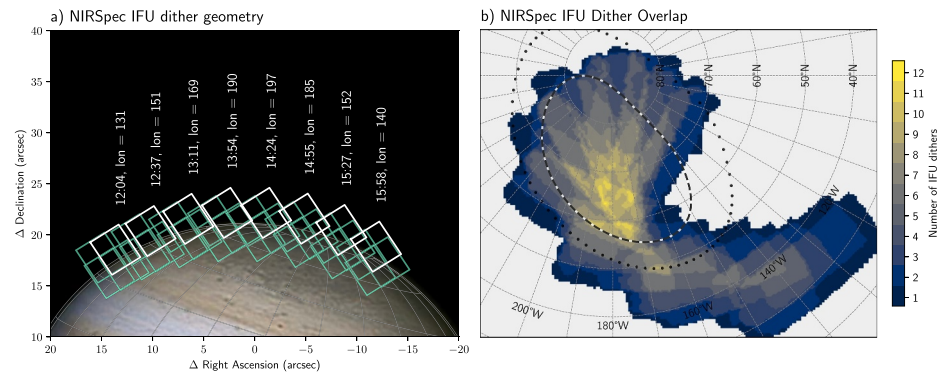 a) NIRSpec IFU dither geometry
40
35
30
25
20
15
10
Δ Declination (arcsec)
12:04, lon = 131
12:37, lon = 151
13:11, lon = 169
13:54, lon = 190
14:24, lon = 197
14:55, lon = 185
15:27, lon = 152
15:58, lon = 140
20 15 10 5 0 −5 −10 −15 −20
Δ Right Ascension (arcsec)
b) NIRSpec IFU Dither Overlap
80°N 70°N 60°N 50°N 40°N
140°W
160°W
180°W
200°W
12
11
10
9
8
7
6
5
4
3
2
1
Number of IFU dithers